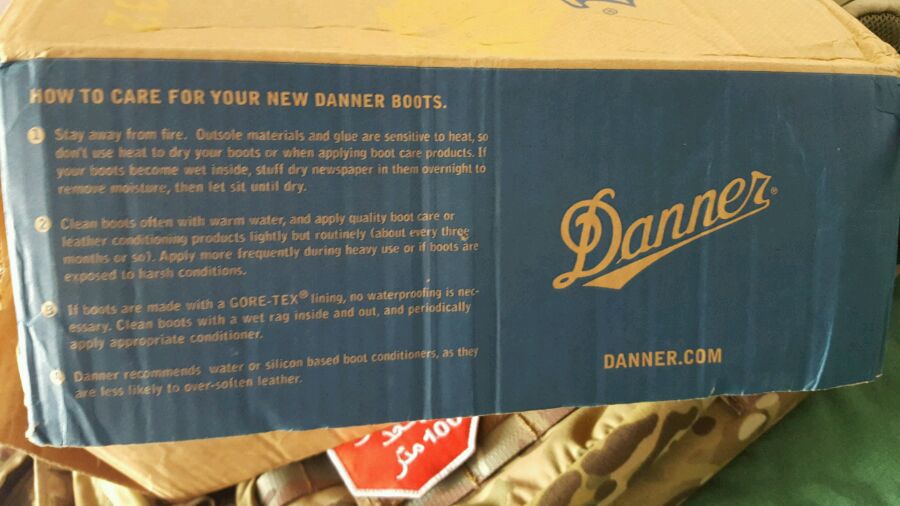 HOW TO CARE FOR YOUR NEW DANNER BOOTS.
1 Stay away from fire. Outsole materials and glue are sensitive to heat, so
don't use heat to dry your boots or when applying boot care products. If
your boots become wet inside, stuff dry newspaper in them overnight to
remove moisture, then let sit until dry.
2 Clean boots often with warm water, and apply quality boot care or
leather conditioning products lightly but routinely (about every three
months or so). Apply more frequently during heavy use or if boots are
exposed to harsh conditions.
3 If boots are made with a GORE-TEX® lining, no waterproofing is nec-
essary. Clean boots with a wet rag inside and out, and periodically
apply appropriate conditioner.
4 Danner recommends water or silicon based boot conditioners, as they
are less likely to over-soften leather.
Danner®
DANNER.COM
100 متر